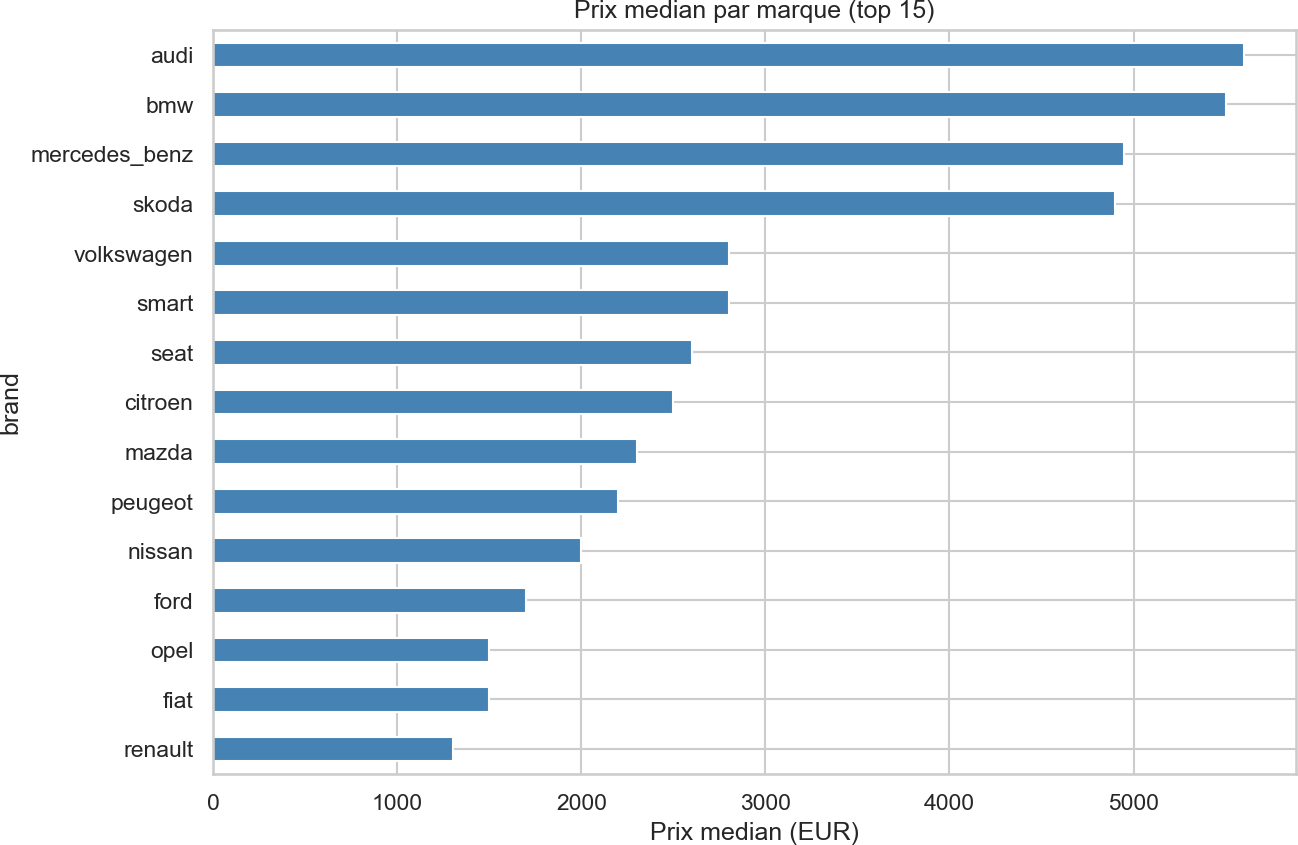 Prix median par marque (top 15)
audi
bmw
mercedes_benz
skoda
volkswagen
smart
seat
citroen
mazda
peugeot
nissan
ford
opel
fiat
renault
brand
0 1000 2000 3000 4000 5000
Prix median (EUR)